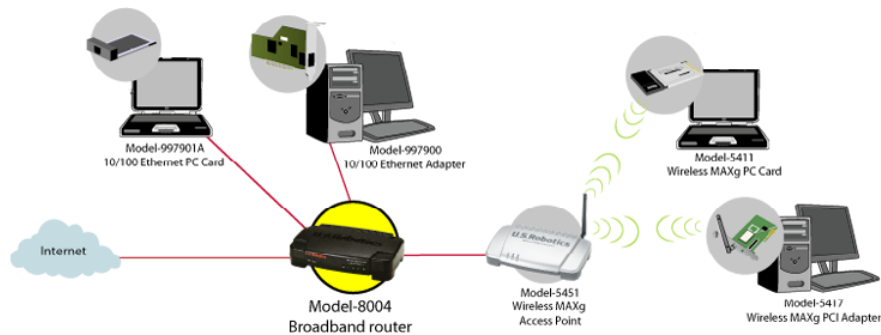 Model-997901A
10/100 Ethernet PC Card
Model-997900
10/100 Ethernet Adapter
Model-5411
Wireless MAXg PC Card
Internet
U.S.Robotics
Model-8004
Broadband router
U.S.Robotics
Model-5451
Wireless MAXg
Access Point
Model-5417
Wireless MAXg PCI Adapter